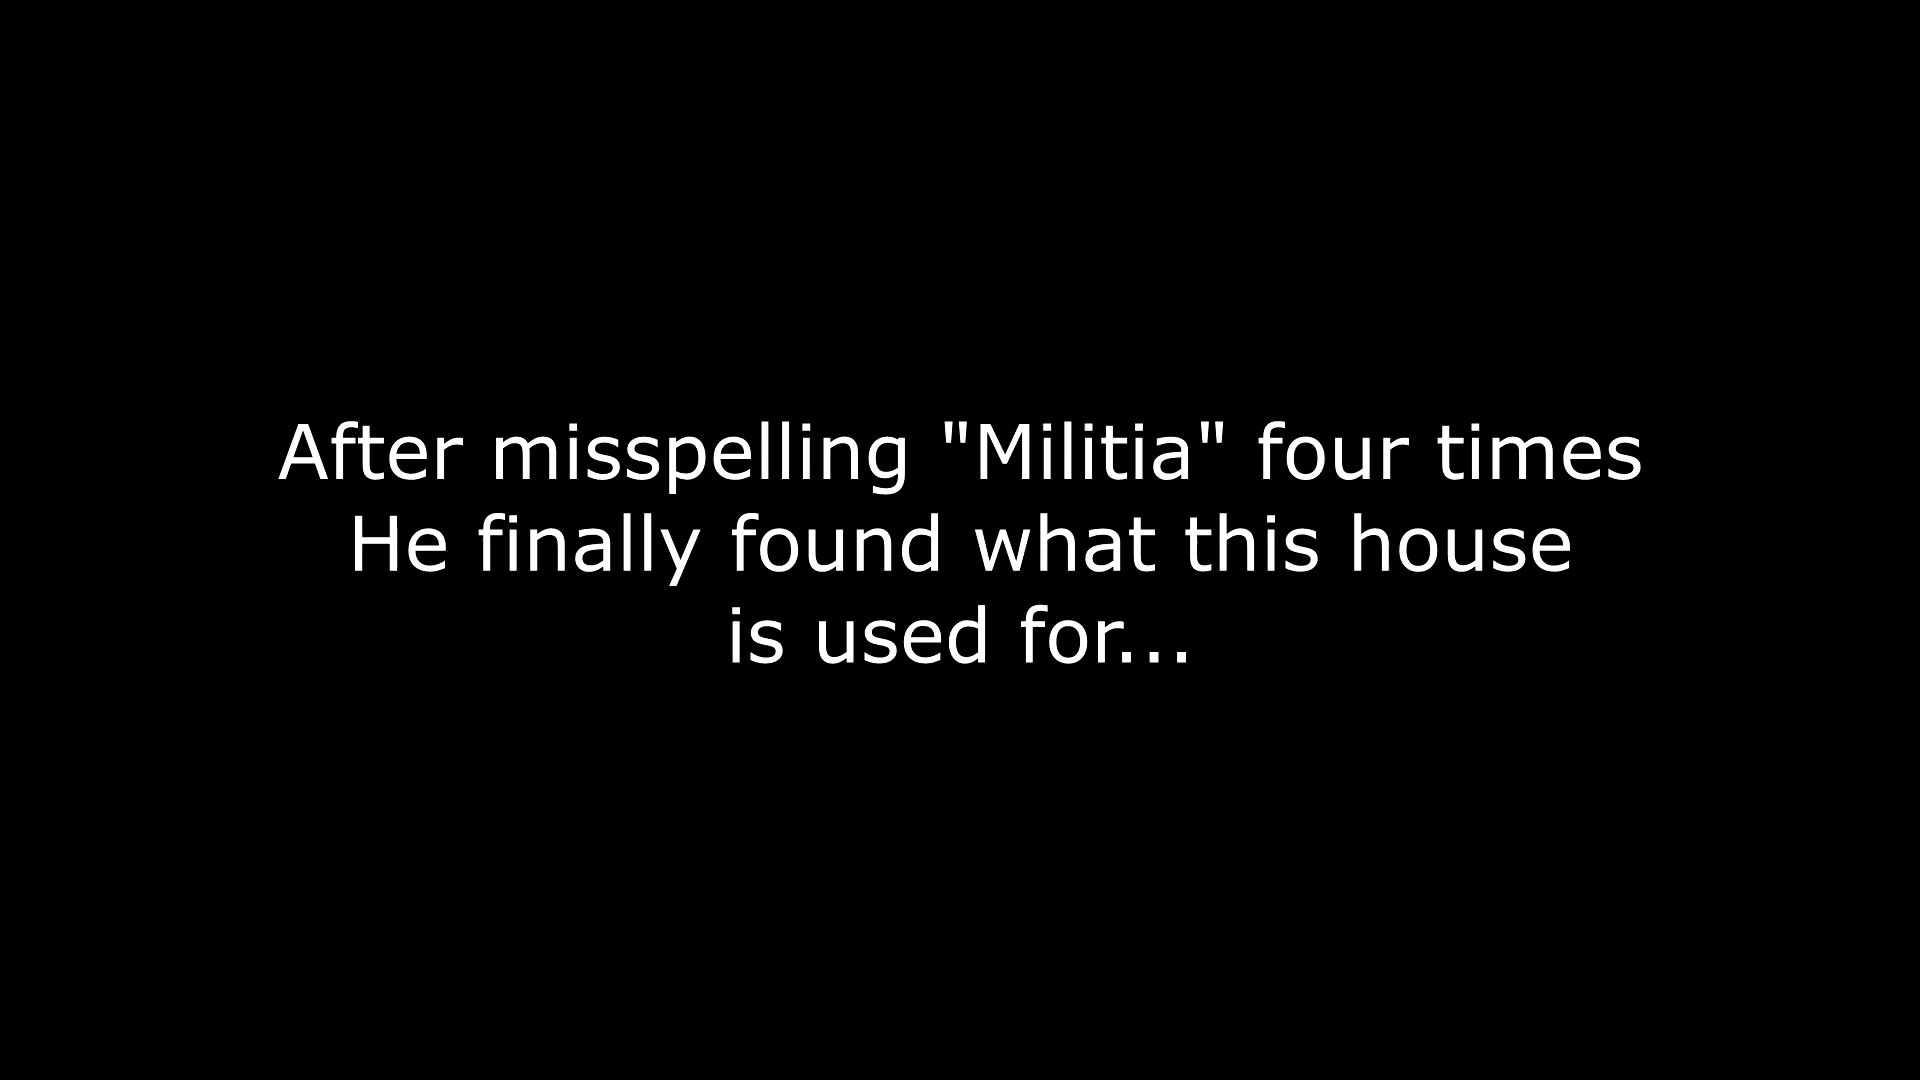 After misspelling "Militia" four times
He finally found what this house
is used for...